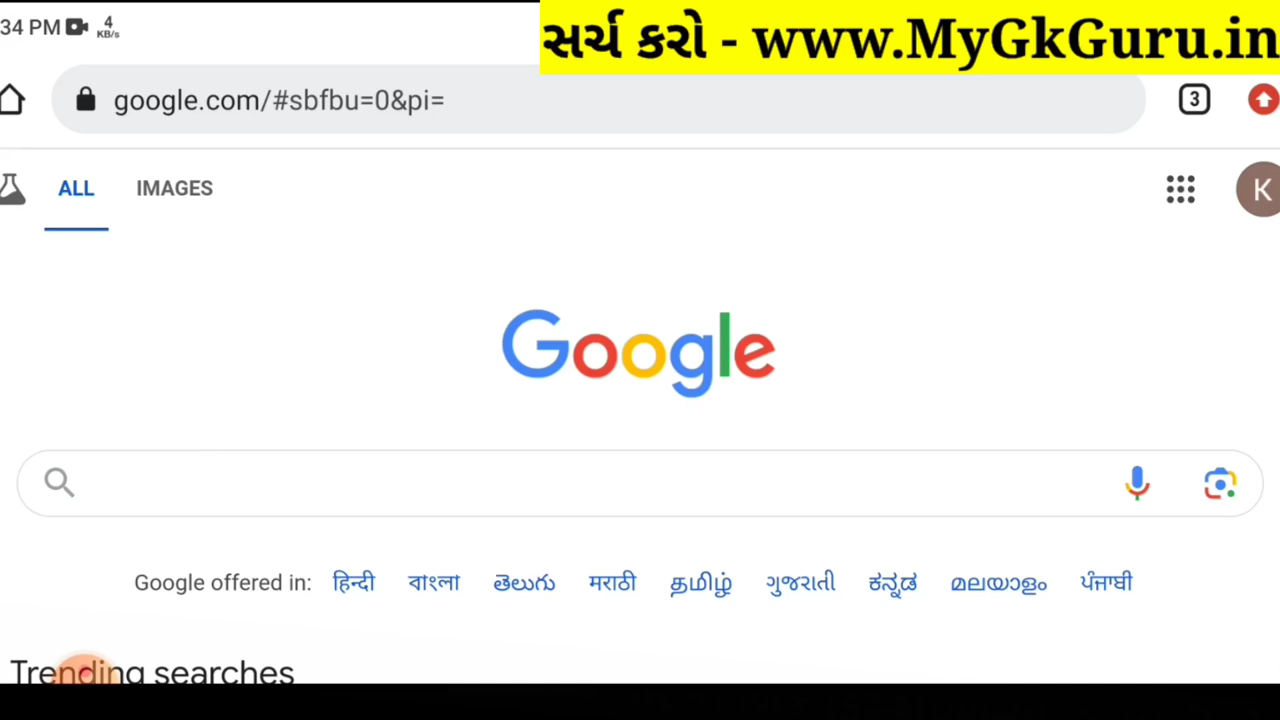 34 PM 4 KB/s
સર્ચ કરો - www.MyGkGuru.in
google.com/#sbfbu=0&pi=
3
ALL IMAGES
K
Google
Google offered in: हिन्दी বাংলা తెలుగు मराठी தமிழ் ગુજરાતી ಕನ್ನಡ മലയാളം ਪੰਜਾਬੀ
Trending searches